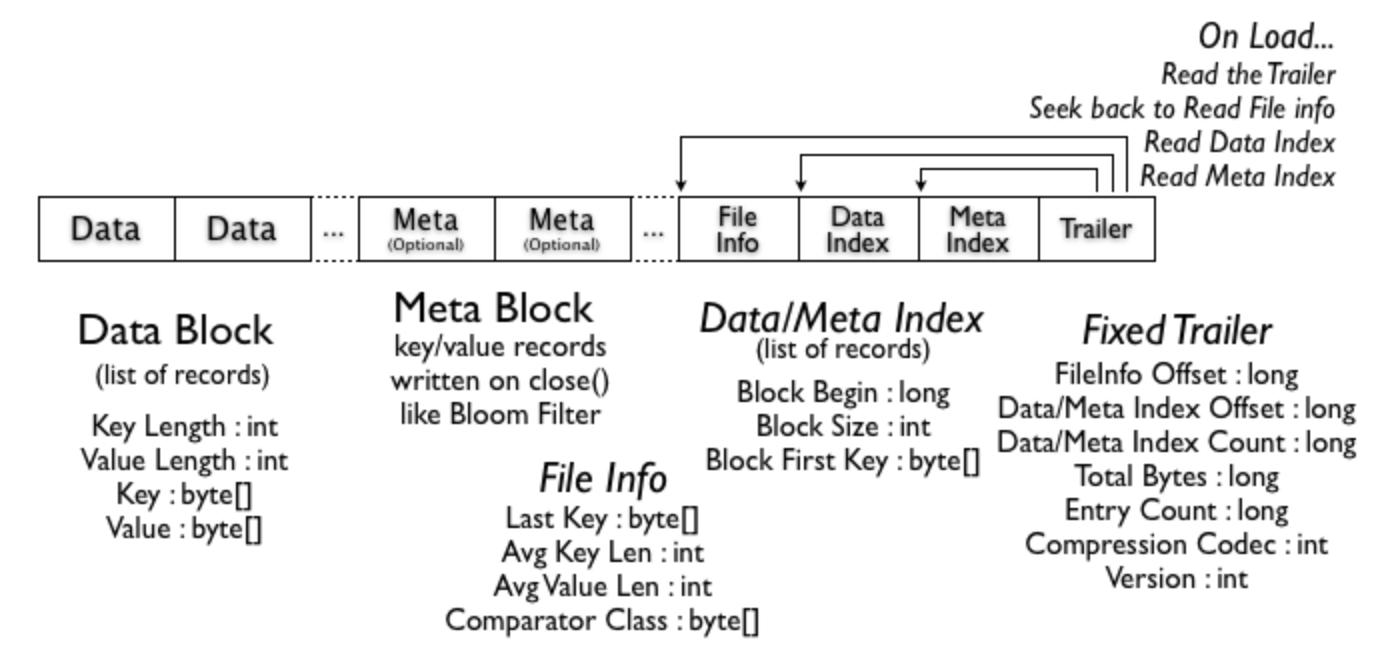 On Load...
Read the Trailer
Seek back to Read File info
Read Data Index
Read Meta Index
Data
Data
...
Meta
(Optional)
Meta
(Optional)
...
File
Info
Data
Index
Meta
Index
Trailer
Data Block
(list of records)
Key Length : int
Value Length : int
Key : byte[]
Value : byte[]
Meta Block
key/value records
written on close()
like Bloom Filter
File Info
Last Key : byte[]
Avg Key Len : int
Avg Value Len : int
Comparator Class : byte[]
Data/Meta Index
(list of records)
Block Begin : long
Block Size : int
Block First Key : byte[]
Fixed Trailer
FileInfo Offset : long
Data/Meta Index Offset : long
Data/Meta Index Count : long
Total Bytes : long
Entry Count : long
Compression Codec : int
Version : int